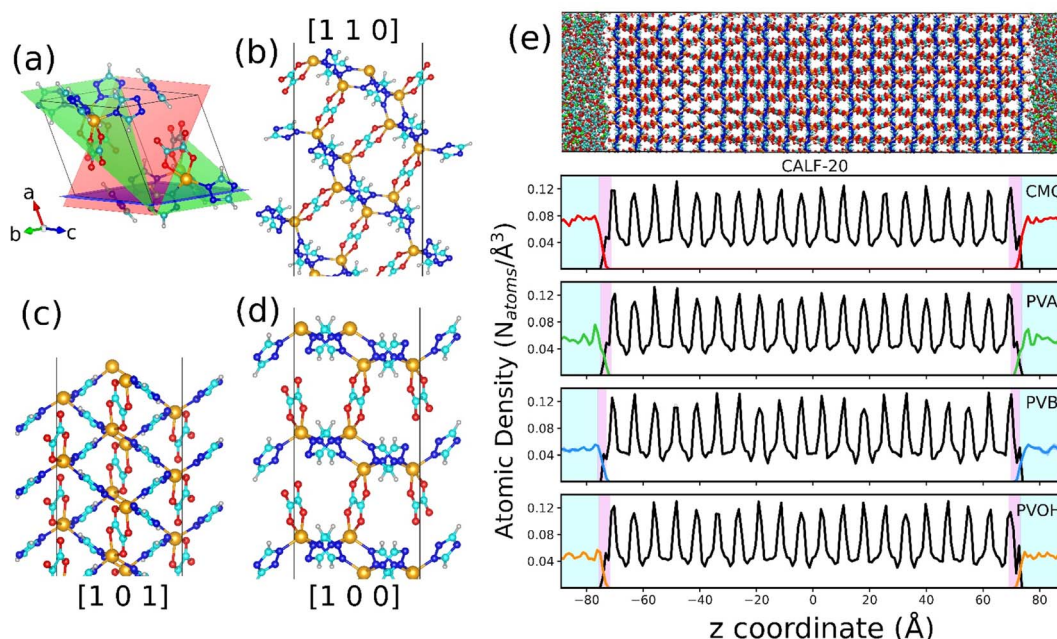 (a)
a
b
c
(b)
[1 1 0]
(c)
[1 0 1]
(d)
[1 0 0]
(e)
CALF-20
Atomic Density (N_atoms/Å³)
0.12
0.08
0.04
CMC
0.12
0.08
0.04
PVA
0.12
0.08
0.04
PVB
0.12
0.08
0.04
PVOH
−80 −60 −40 −20 0 20 40 60 80
z coordinate (Å)